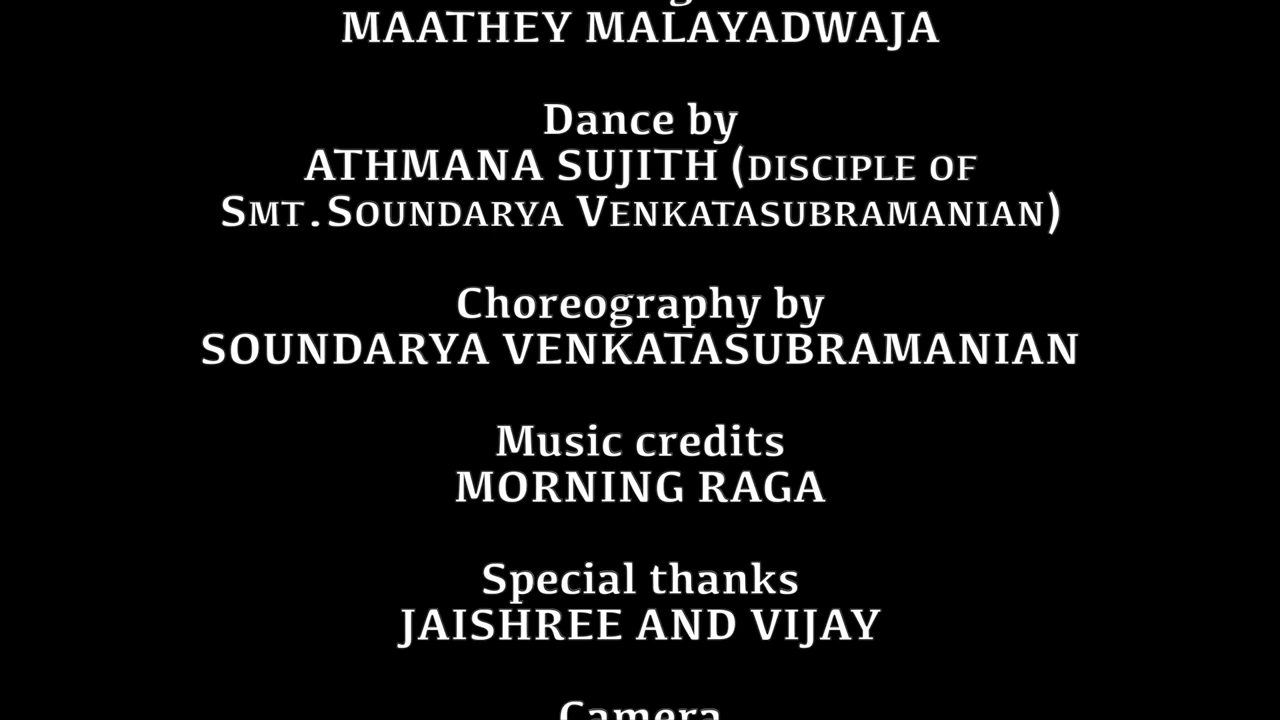 MAATHEY MALAYADWAJA
Dance by
ATHMANA SUJITH (DISCIPLE OF
SMT.SOUNDARYA VENKATASUBRAMANIAN)
Choreography by
SOUNDARYA VENKATASUBRAMANIAN
Music credits
MORNING RAGA
Special thanks
JAISHREE AND VIJAY
Camera